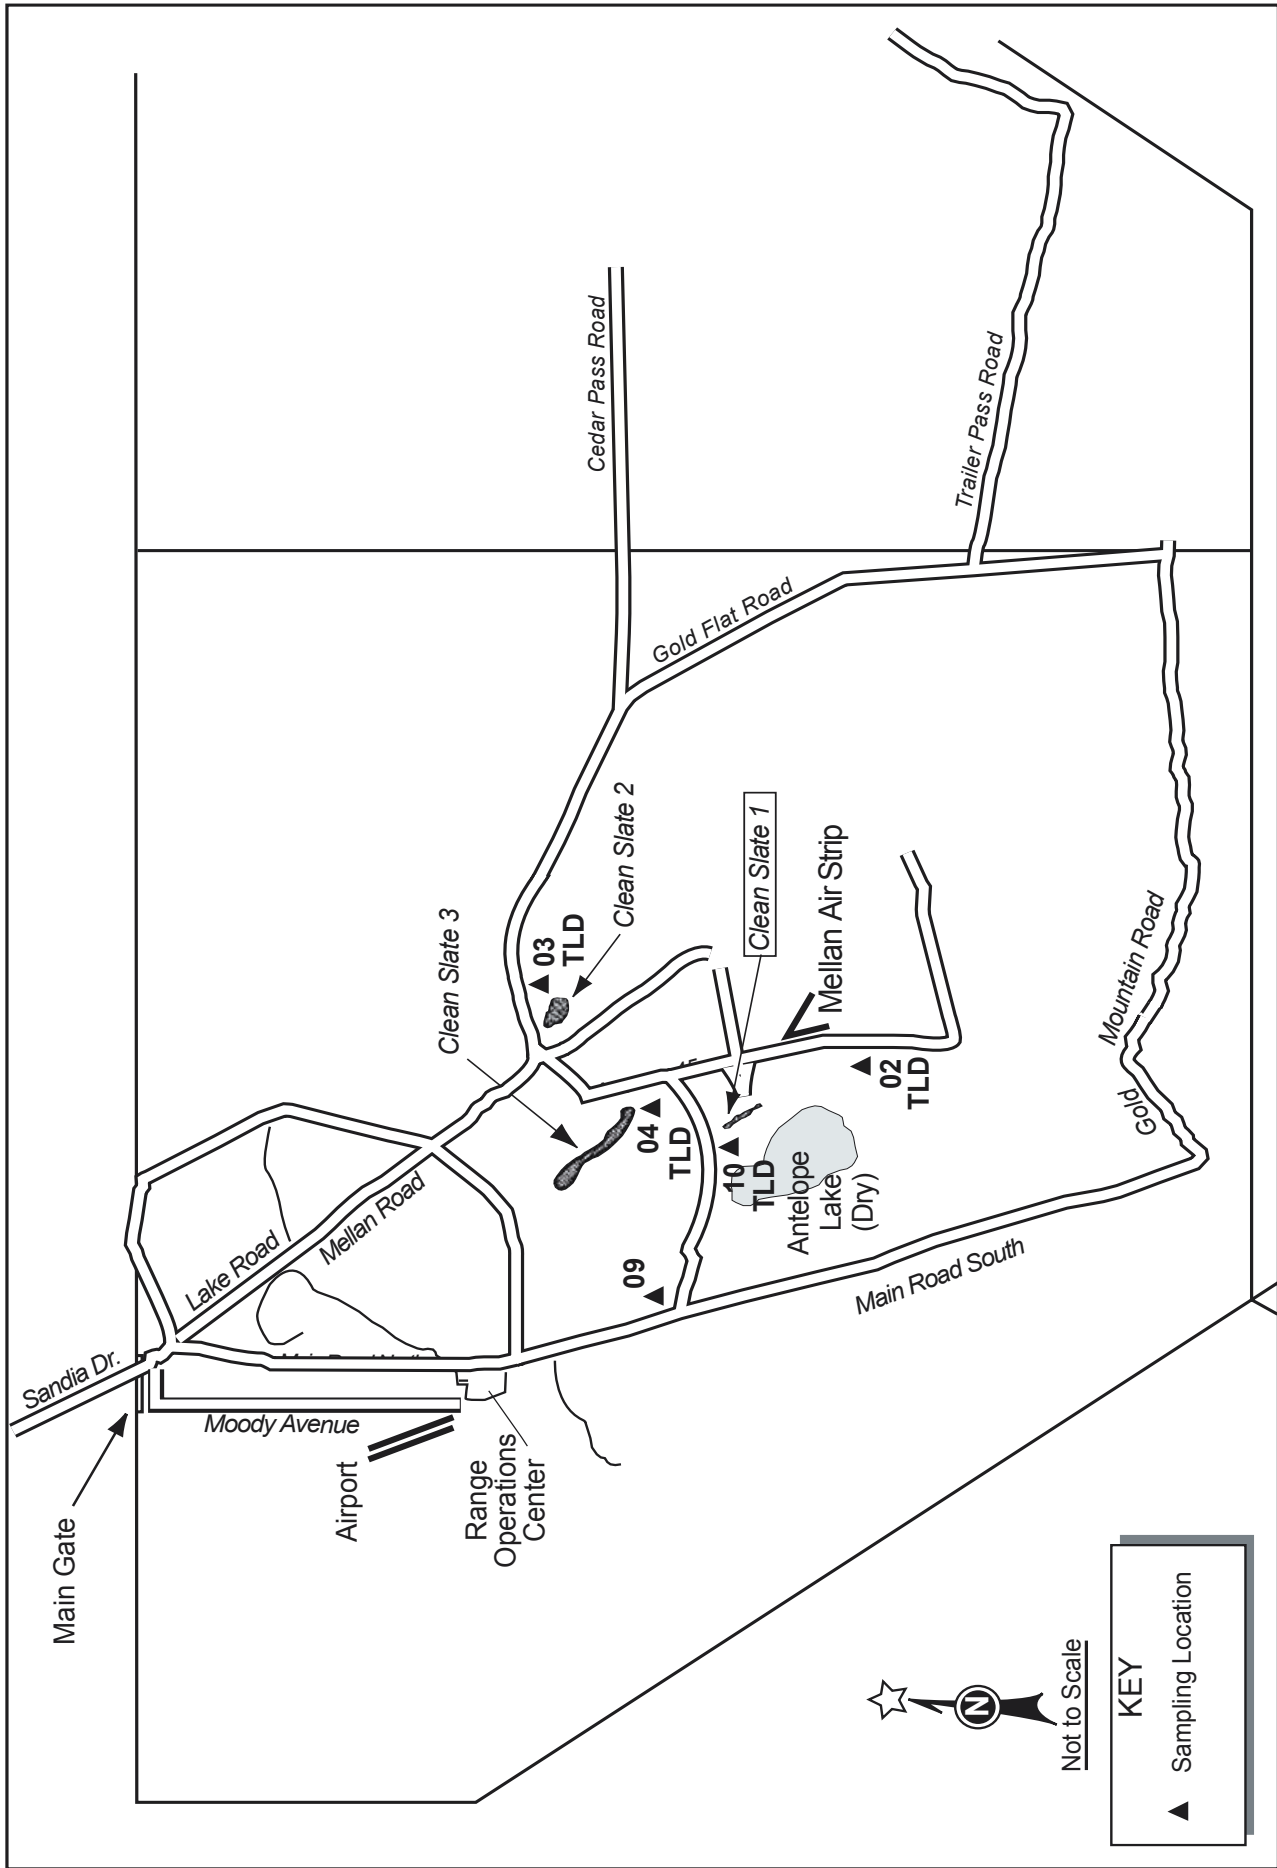 Sandia Dr.
Main Gate
Moody Avenue
Airport
Range
Operations
Center
Lake Road
Mellan Road
Clean Slate 3
03
TLD
Clean Slate 2
Cedar Pass Road
Gold Flat Road
Trailer Pass Road
04
TLD
09
10
TLD
Clean Slate 1
Mellan Air Strip
02
TLD
Antelope
Lake
(Dry)
Main Road South
Gold
Mountain Road
N
Not to Scale
KEY
Sampling Location